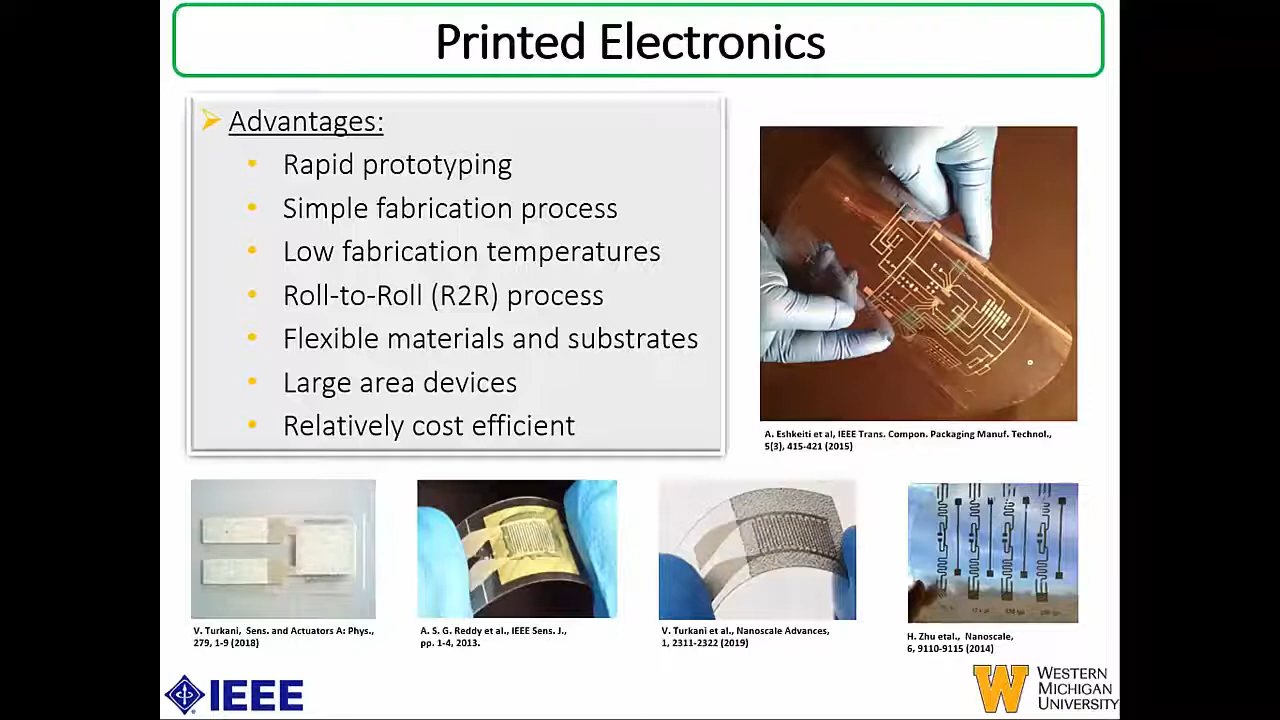 Printed Electronics
Advantages:
• Rapid prototyping
• Simple fabrication process
• Low fabrication temperatures
• Roll-to-Roll (R2R) process
• Flexible materials and substrates
• Large area devices
• Relatively cost efficient
A. Eshkeiti et al, IEEE Trans. Compon. Packaging Manuf. Technol.,
5(3), 415-421 (2015)
V. Turkani, Sens. and Actuators A: Phys.,
279, 1-9 (2018)
A. S. G. Reddy et al., IEEE Sens. J.,
pp. 1-4, 2013.
V. Turkani et al., Nanoscale Advances,
1, 2311-2322 (2019)
H. Zhu etal., Nanoscale,
6, 9110-9115 (2014)
IEEE
W
WESTERN
MICHIGAN
UNIVERSITY